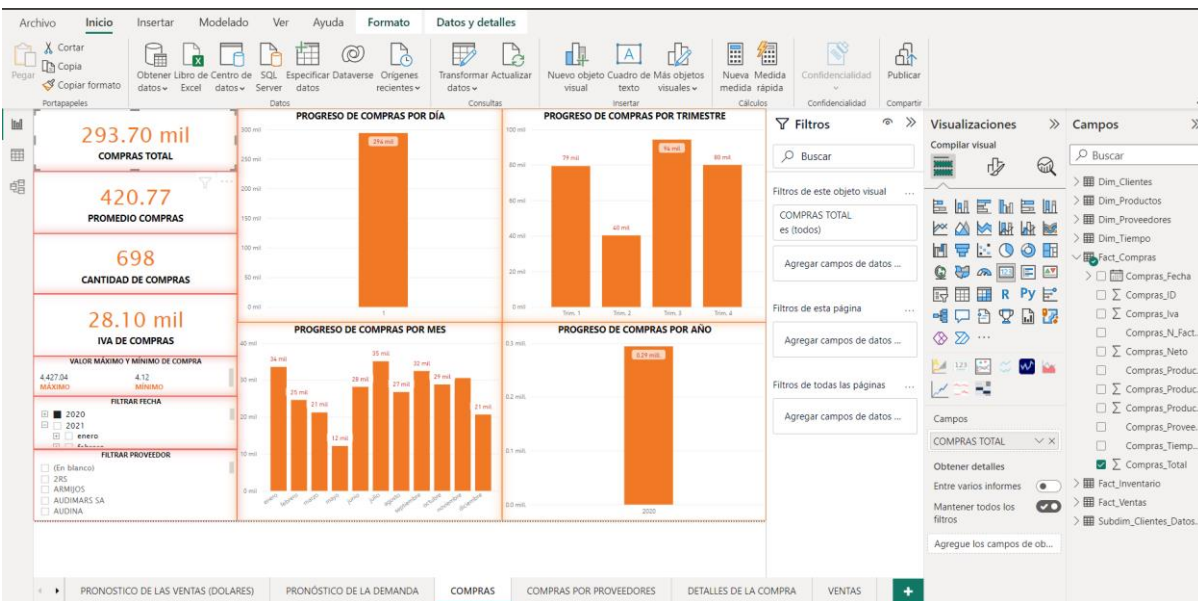 Archivo Inicio Insertar Modelado Ver Ayuda Formato Datos y detalles
Pegar
Cortar
Copia
Copiar formato
Portapapeles
Obtener datos
Libro de Excel
Centro de datos
SQL Server
Especificar datos
Dataverse
Orígenes recientes
Datos
Transformar datos
Actualizar
Consultas
Nuevo objeto visual
Cuadro de texto
Más objetos visuales
Insertar
Nueva medida
Medida rápida
Cálculos
Confidencialidad
Confidencialidad
Publicar
Compartir
293.70 mil
COMPRAS TOTAL
420.77
PROMEDIO COMPRAS
698
CANTIDAD DE COMPRAS
28.10 mil
IVA DE COMPRAS
VALOR MÁXIMO Y MÍNIMO DE COMPRA
4,427.04 4.12
MÁXIMO MÍNIMO
FILTRAR FECHA
2020
2021
enero
febrero
FILTRAR PROVEEDOR
(En blanco)
2RS
ARMIJOS
AUDIMARS SA
AUDINA
PROGRESO DE COMPRAS POR DÍA
300 mil
294 mil
250 mil
200 mil
150 mil
100 mil
50 mil
0 mil
1
PROGRESO DE COMPRAS POR TRIMESTRE
100 mil
80 mil
60 mil
40 mil
20 mil
0 mil
79 mil
40 mil
94 mil
80 mil
Trim. 1 Trim. 2 Trim. 3 Trim. 4
PROGRESO DE COMPRAS POR MES
40 mil
30 mil
20 mil
10 mil
0 mil
34 mil
25 mil
21 mil
12 mil
28 mil
35 mil
27 mil
32 mil
29 mil
21 mil
enero febrero marzo mayo junio julio agosto septiembre octubre noviembre diciembre
PROGRESO DE COMPRAS POR AÑO
0.3 mill.
0.2 mill.
0.1 mill.
0.0 mill.
0.29 mill.
2020
Filtros
Buscar
Filtros de este objeto visual ...
COMPRAS TOTAL
es (todos)
Agregar campos de datos ...
Filtros de esta página ...
Agregar campos de datos ...
Filtros de todas las páginas ...
Agregar campos de datos ...
Visualizaciones
Compilar visual
123
R Py
123
...
Campos
COMPRAS TOTAL
Obtener detalles
Entre varios informes
Mantener todos los
filtros
Agregue los campos de ob...
Campos
Buscar
Dim_Clientes
Dim_Productos
Dim_Proveedores
Dim_Tiempo
Fact_Compras
Compras_Fecha
Compras_ID
Compras_Iva
Compras_N_Fact...
Compras_Neto
Compras_Produc...
Compras_Produc...
Compras_Produc...
Compras_Provee...
Compras_Tiemp...
Compras_Total
Fact_Inventario
Fact_Ventas
Subdim_Clientes_Datos...
PRONOSTICO DE LAS VENTAS (DOLARES) PRONÓSTICO DE LA DEMANDA COMPRAS COMPRAS POR PROVEEDORES DETALLES DE LA COMPRA VENTAS +